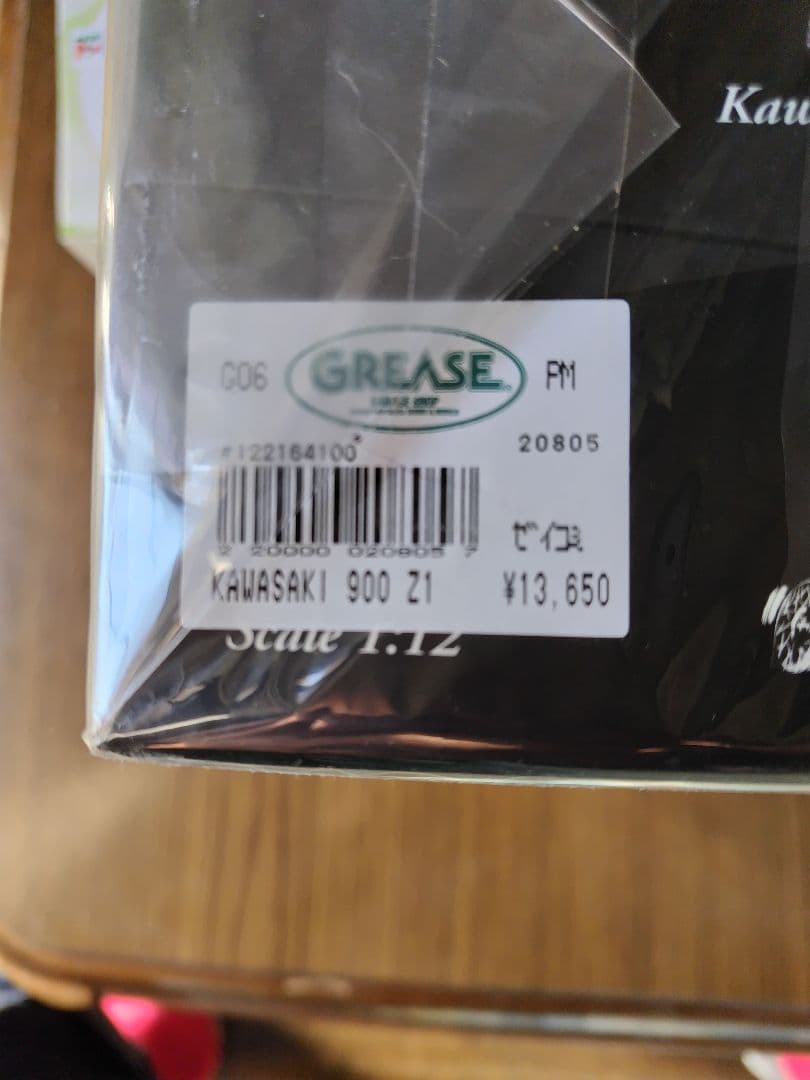 Kaw
G06 GREASE PM
#122164100 20805
2 20000 020805 7 ゼイコミ
KAWASAKI 900 Z1 ¥13,650
Scale 1:12